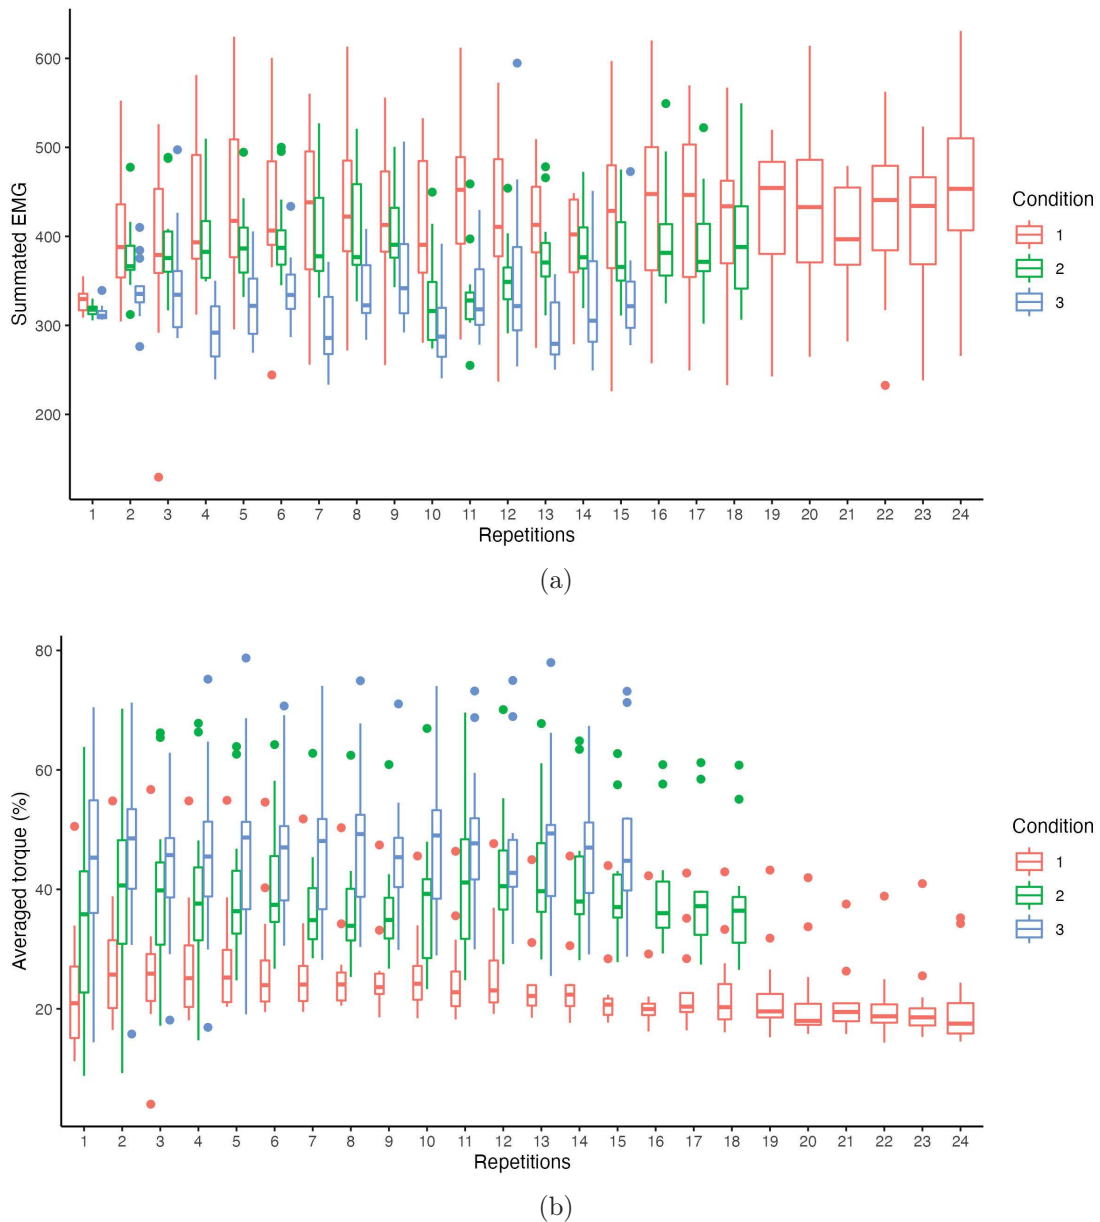 600
500
400
300
200
Summated EMG
1 2 3 4 5 6 7 8 9 10 11 12 13 14 15 16 17 18 19 20 21 22 23 24
Repetitions
Condition
1
2
3
(a)
80
60
40
20
Averaged torque (%)
1 2 3 4 5 6 7 8 9 10 11 12 13 14 15 16 17 18 19 20 21 22 23 24
Repetitions
Condition
1
2
3
(b)